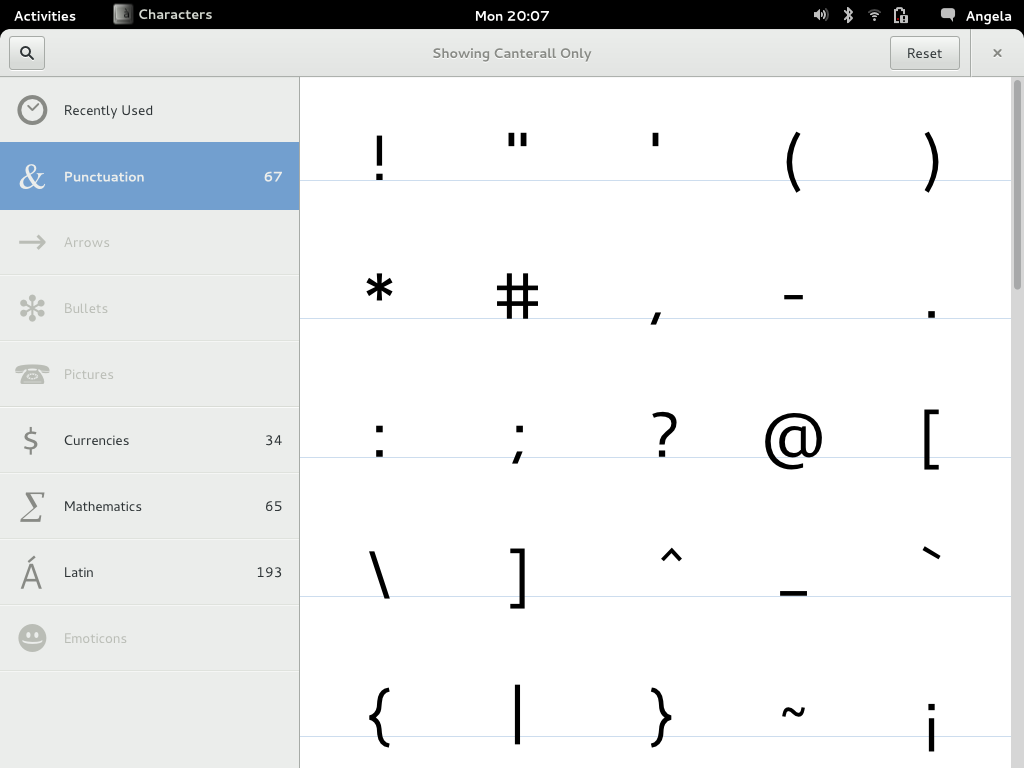 Activities Characters Mon 20:07 Angela
Showing Canterall Only Reset ×
Recently Used
& Punctuation 67
→ Arrows
Bullets
Pictures
$ Currencies 34
Σ Mathematics 65
Á Latin 193
Emoticons
! " ' ( )
* # , - .
: ; ? @ [
\ ] ^ _ `
{ | } ~ ¡